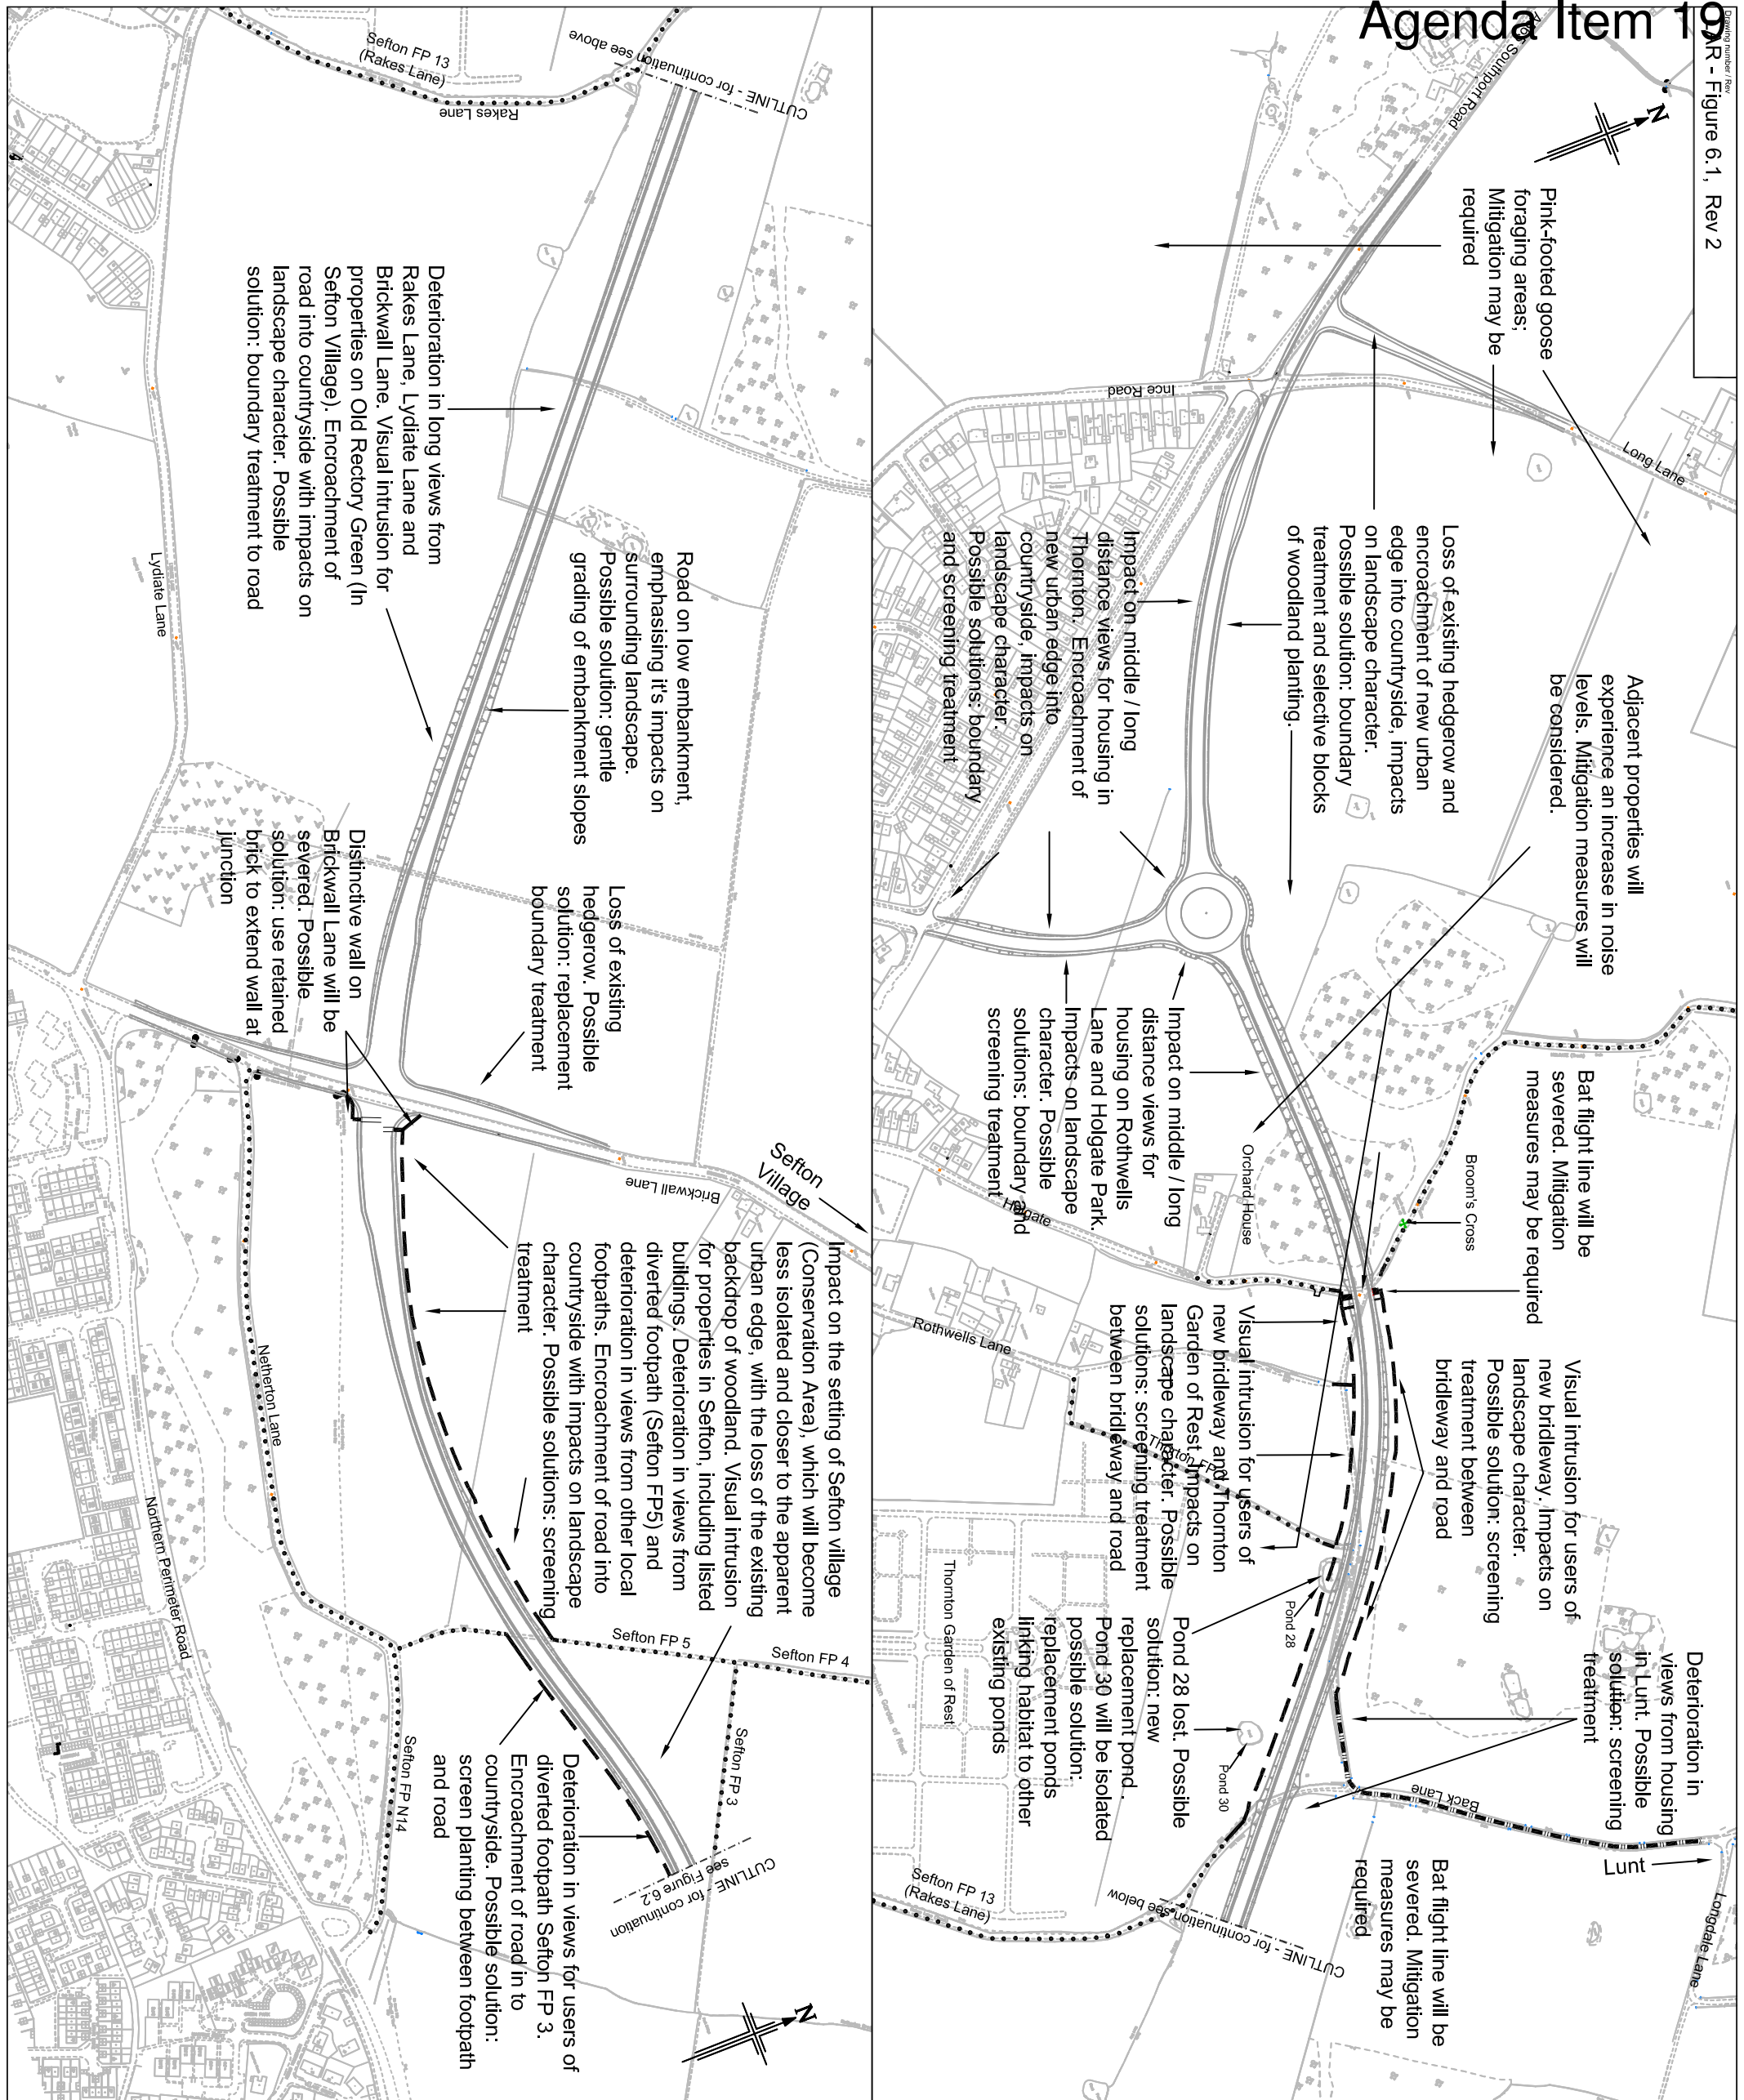 Agenda Item 19
Drawing number / Rev
AR - Figure 6.1, Rev 2
N
Southport Road
Pink-footed goose
foraging areas;
Mitigation may be
required
Long Lane
Ince Road
Loss of existing hedgerow and
encroachment of new urban
edge into countryside, impacts
on landscape character.
Possible solution: boundary
treatment and selective blocks
of woodland planting.
Impact on middle / long
distance views for housing in
Thornton. Encroachment of
new urban edge into
countryside, impacts on
landscape character.
Possible solutions: boundary
and screening treatment
Adjacent properties will
experience an increase in noise
levels. Mitigation measures will
be considered.
Impact on middle / long
distance views for
housing on Rothwells
Lane and Holgate Park.
Impacts on landscape
character. Possible
solutions: boundary and
screening treatment
Orchard House
Holgate
Bat flight line will be
severed. Mitigation
measures may be required
Broom's Cross
Rothwells Lane
Visual intrusion for users of
new bridleway. Impacts on
landscape character.
Possible solution: screening
treatment between
bridleway and road
Visual intrusion for users of
new bridleway and Thornton
Garden of Rest. Impacts on
landscape character. Possible
solutions: screening treatment
between bridleway and road
Thornton Garden of Rest
Pond 28
Pond 28 lost. Possible
solution: new
replacement pond .
Pond 30 will be isolated
possible solution:
replacement ponds
linking habitat to other
existing ponds
Pond 30
Deterioration in
views from housing
in Lunt. Possible
solution: screening
treatment
Back Lane
Lunt
Longdale Lane
Bat flight line will be
severed. Mitigation
measures may be
required
Sefton FP 13
(Rakes Lane)
CUTLINE - for continuation see below
Sefton FP 13
(Rakes Lane)
Rakes Lane
CUTLINE - for continuation
see above
Deterioration in long views from
Rakes Lane, Lydiate Lane and
Brickwall Lane. Visual intrusion for
properties on Old Rectory Green (In
Sefton Village). Encroachment of
road into countryside with impacts on
landscape character. Possible
solution: boundary treatment to road
Lydiate Lane
Road on low embankment,
emphasising it's impacts on
surrounding landscape.
Possible solution: gentle
grading of embankment slopes
Distinctive wall on
Brickwall Lane will be
severed. Possible
solution: use retained
brick to extend wall at
junction
Loss of existing
hedgerow. Possible
solution: replacement
boundary treatment
Sefton
Village
Brickwall Lane
Impact on the setting of Sefton village
(Conservation Area), which will become
less isolated and closer to the apparent
urban edge, with the loss of the existing
backdrop of woodland. Visual intrusion
for properties in Sefton, including listed
buildings. Deterioration in views from
diverted footpath (Sefton FP5) and
deterioration in views from other local
footpaths. Encroachment of road into
countryside with impacts on landscape
character. Possible solutions: screening
treatment
Netherton Lane
Northern Perimeter Road
Sefton FP 5
Sefton FP 4
Sefton FP 3
Sefton FP N14
Deterioration in views for users of
diverted footpath Sefton FP 3.
Encroachment of road in to
countryside. Possible solution:
screen planting between footpath
and road
CUTLINE - for continuation
see Figure 6.2
N